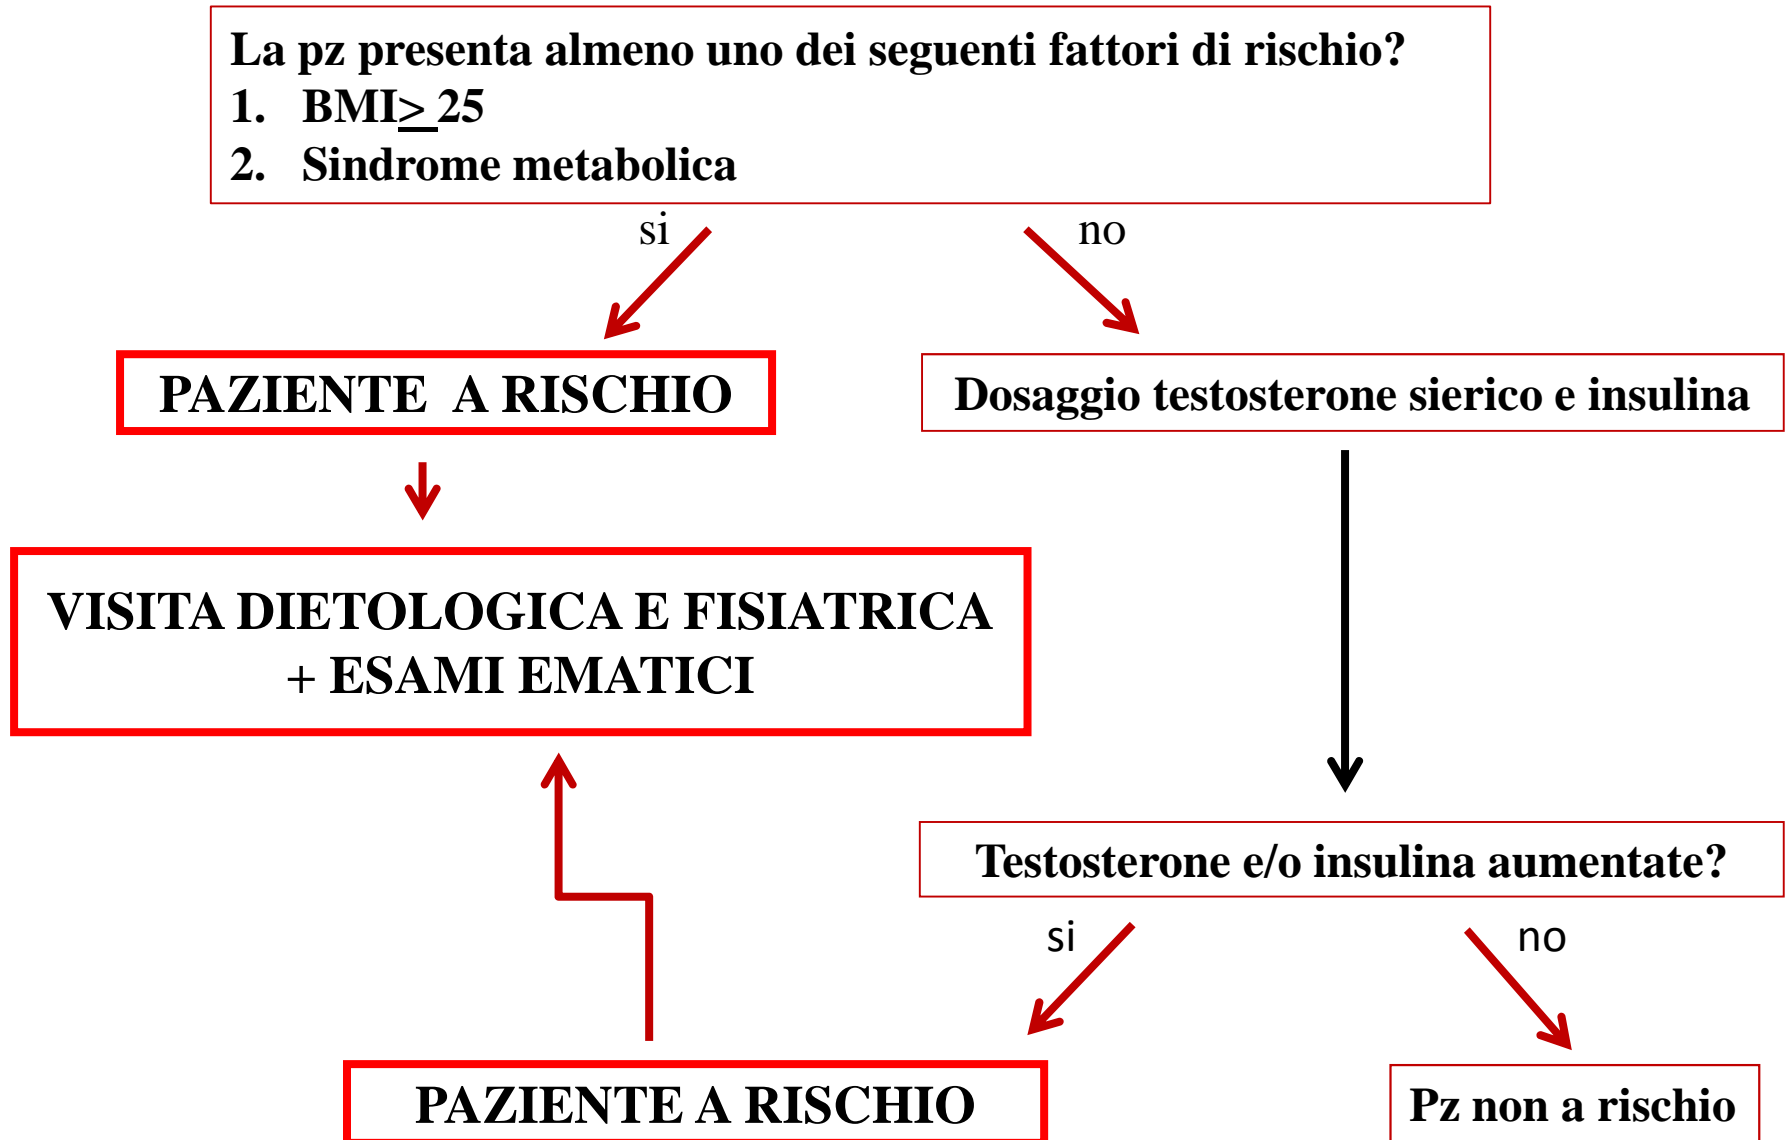 La pz presenta almeno uno dei seguenti fattori di rischio?
1. BMI> 25
2. Sindrome metabolica
si
no
PAZIENTE A RISCHIO
Dosaggio testosterone sierico e insulina
VISITA DIETOLOGICA E FISIATRICA
+ ESAMI EMATICI
Testosterone e/o insulina aumentate?
si
no
PAZIENTE A RISCHIO
Pz non a rischio